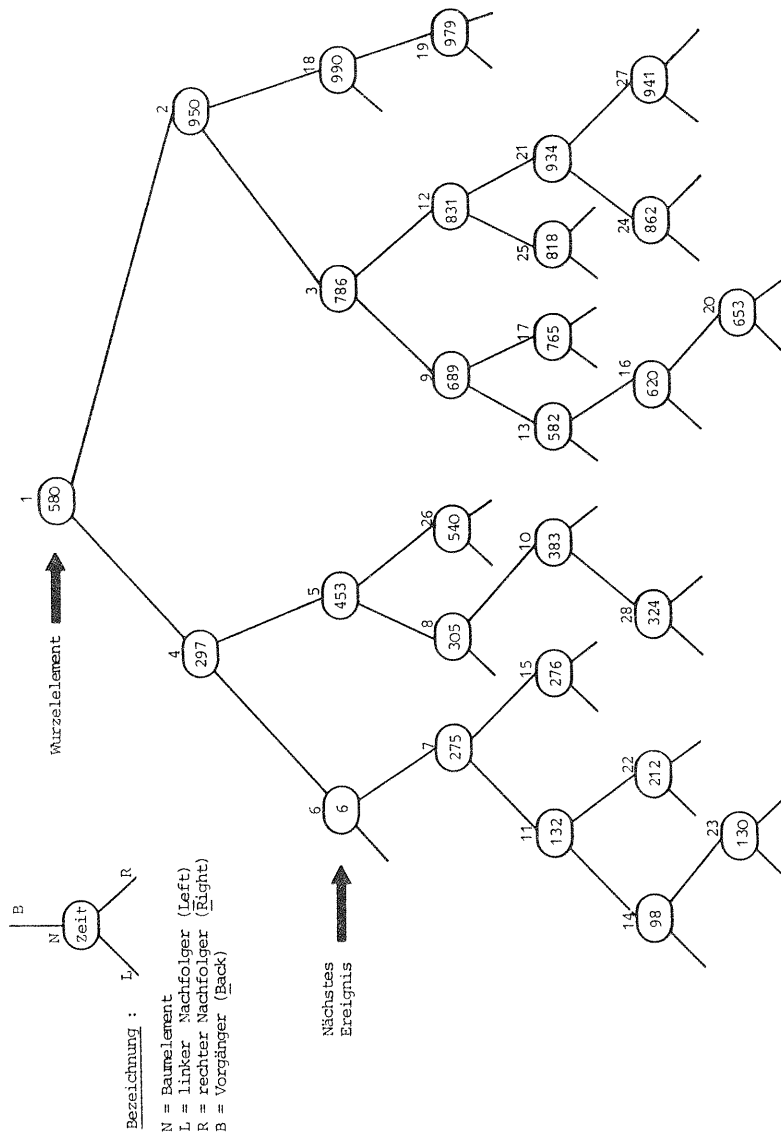 Bezeichnung :
B
N
Zeit
L
R
N = Baumelement
L = linker Nachfolger (Left)
R = rechter Nachfolger (Right)
B = Vorgänger (Back)
Wurzelelement
Nächstes
Ereignis
1
580
4 2
297 950
6 5 3 18
6 453 786 990
7 8 26 9 12 19
275 305 540 689 831 979
11 15 10 13 17 25 21
132 276 383 582 765 818 934
14 22 28 16 24 27
98 212 324 620 862 941
23 20
130 653